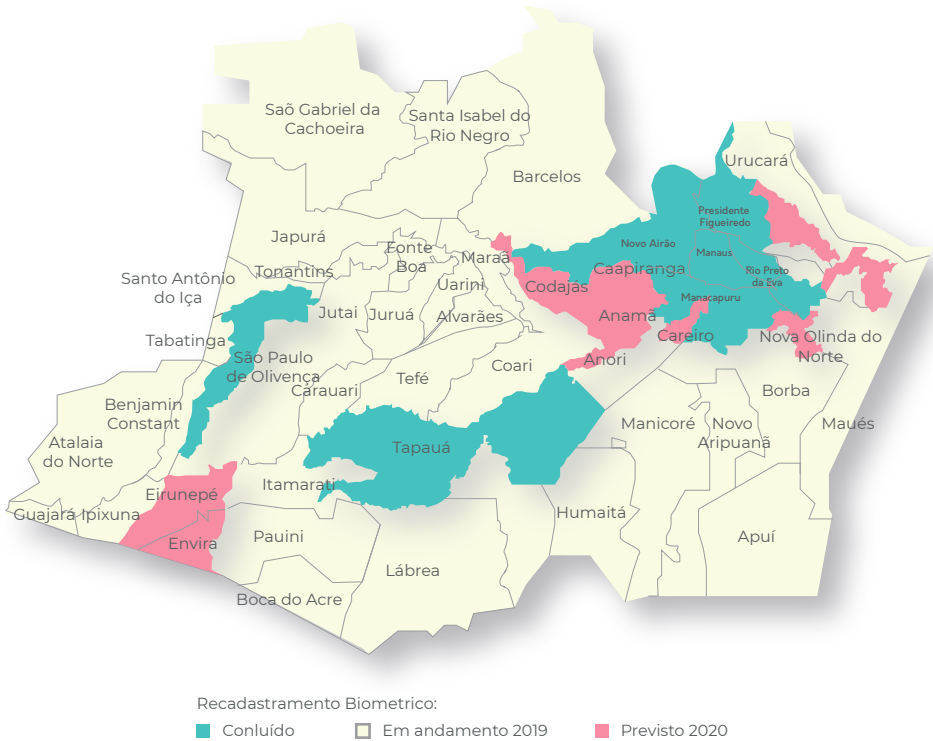 Saõ Gabriel da
Cachoeira
Santa Isabel do
Rio Negro
Urucará
Barcelos
Presidente
Figueiredo
Japurá
Fonte
Boa
Novo Airão
Manaus
Maraã
Tonantins
Caapiranga
Rio Preto
da Eva
Santo Antônio
do Iça
Uarini
Codajás
Manacapuru
Jutai
Juruá
Alvarães
Anamã
Tabatinga
Careiro
Nova Olinda do
Norte
São Paulo
de Olivença
Coari
Anori
Tefé
Carauari
Borba
Benjamin
Constant
Manicoré
Novo
Aripuanã
Maués
Atalaia
do Norte
Tapauá
Itamarati
Eirunepé
Guajará
Ipixuna
Humaitá
Envira
Pauini
Apuí
Lábrea
Boca do Acre
Recadastramento Biometrico:
Conluído
Em andamento 2019
Previsto 2020